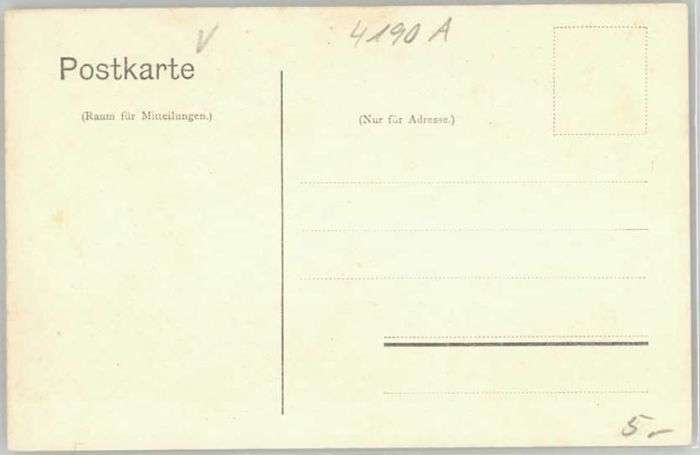 V
4190 A
Postkarte
(Raum für Mitteilungen.)
(Nur für Adresse.)
5,-